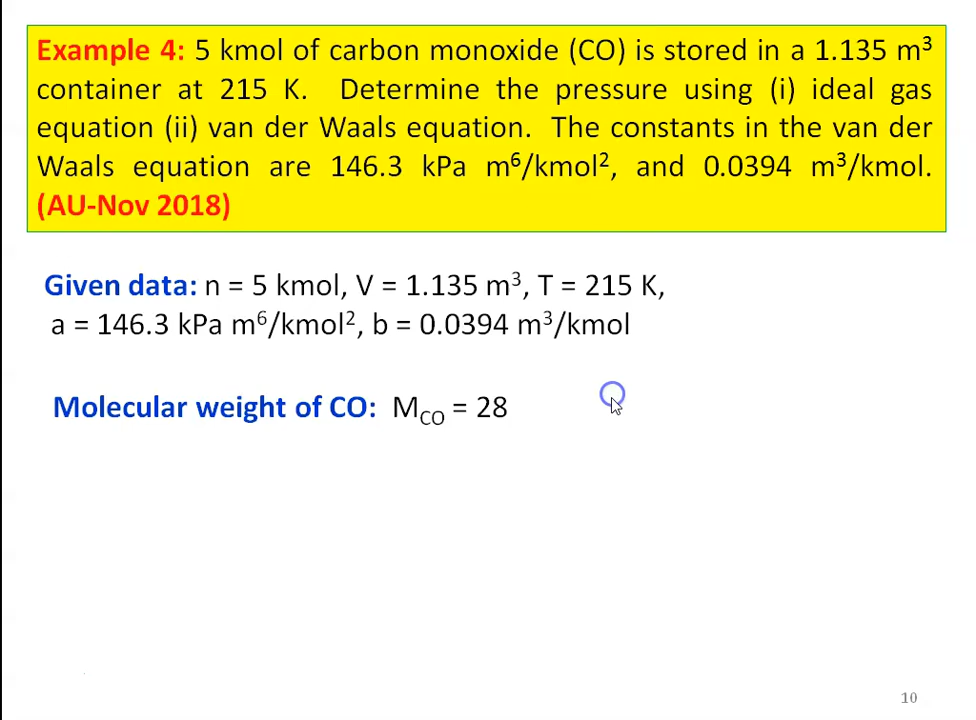 Example 4: 5 kmol of carbon monoxide (CO) is stored in a 1.135 m³
container at 215 K. Determine the pressure using (i) ideal gas
equation (ii) van der Waals equation. The constants in the van der
Waals equation are 146.3 kPa m⁶/kmol², and 0.0394 m³/kmol.
(AU-Nov 2018)
Given data: n = 5 kmol, V = 1.135 m³, T = 215 K,
a = 146.3 kPa m⁶/kmol², b = 0.0394 m³/kmol
Molecular weight of CO: M_CO = 28
10